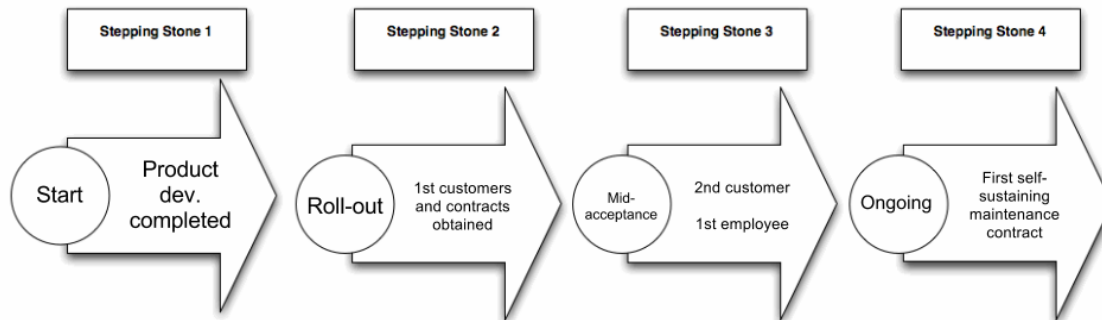 Stepping Stone 1
Stepping Stone 2
Stepping Stone 3
Stepping Stone 4
Start
Product
dev.
completed
Roll-out
1st customers
and contracts
obtained
Mid-
acceptance
2nd customer
1st employee
Ongoing
First self-
sustaining
maintenance
contract